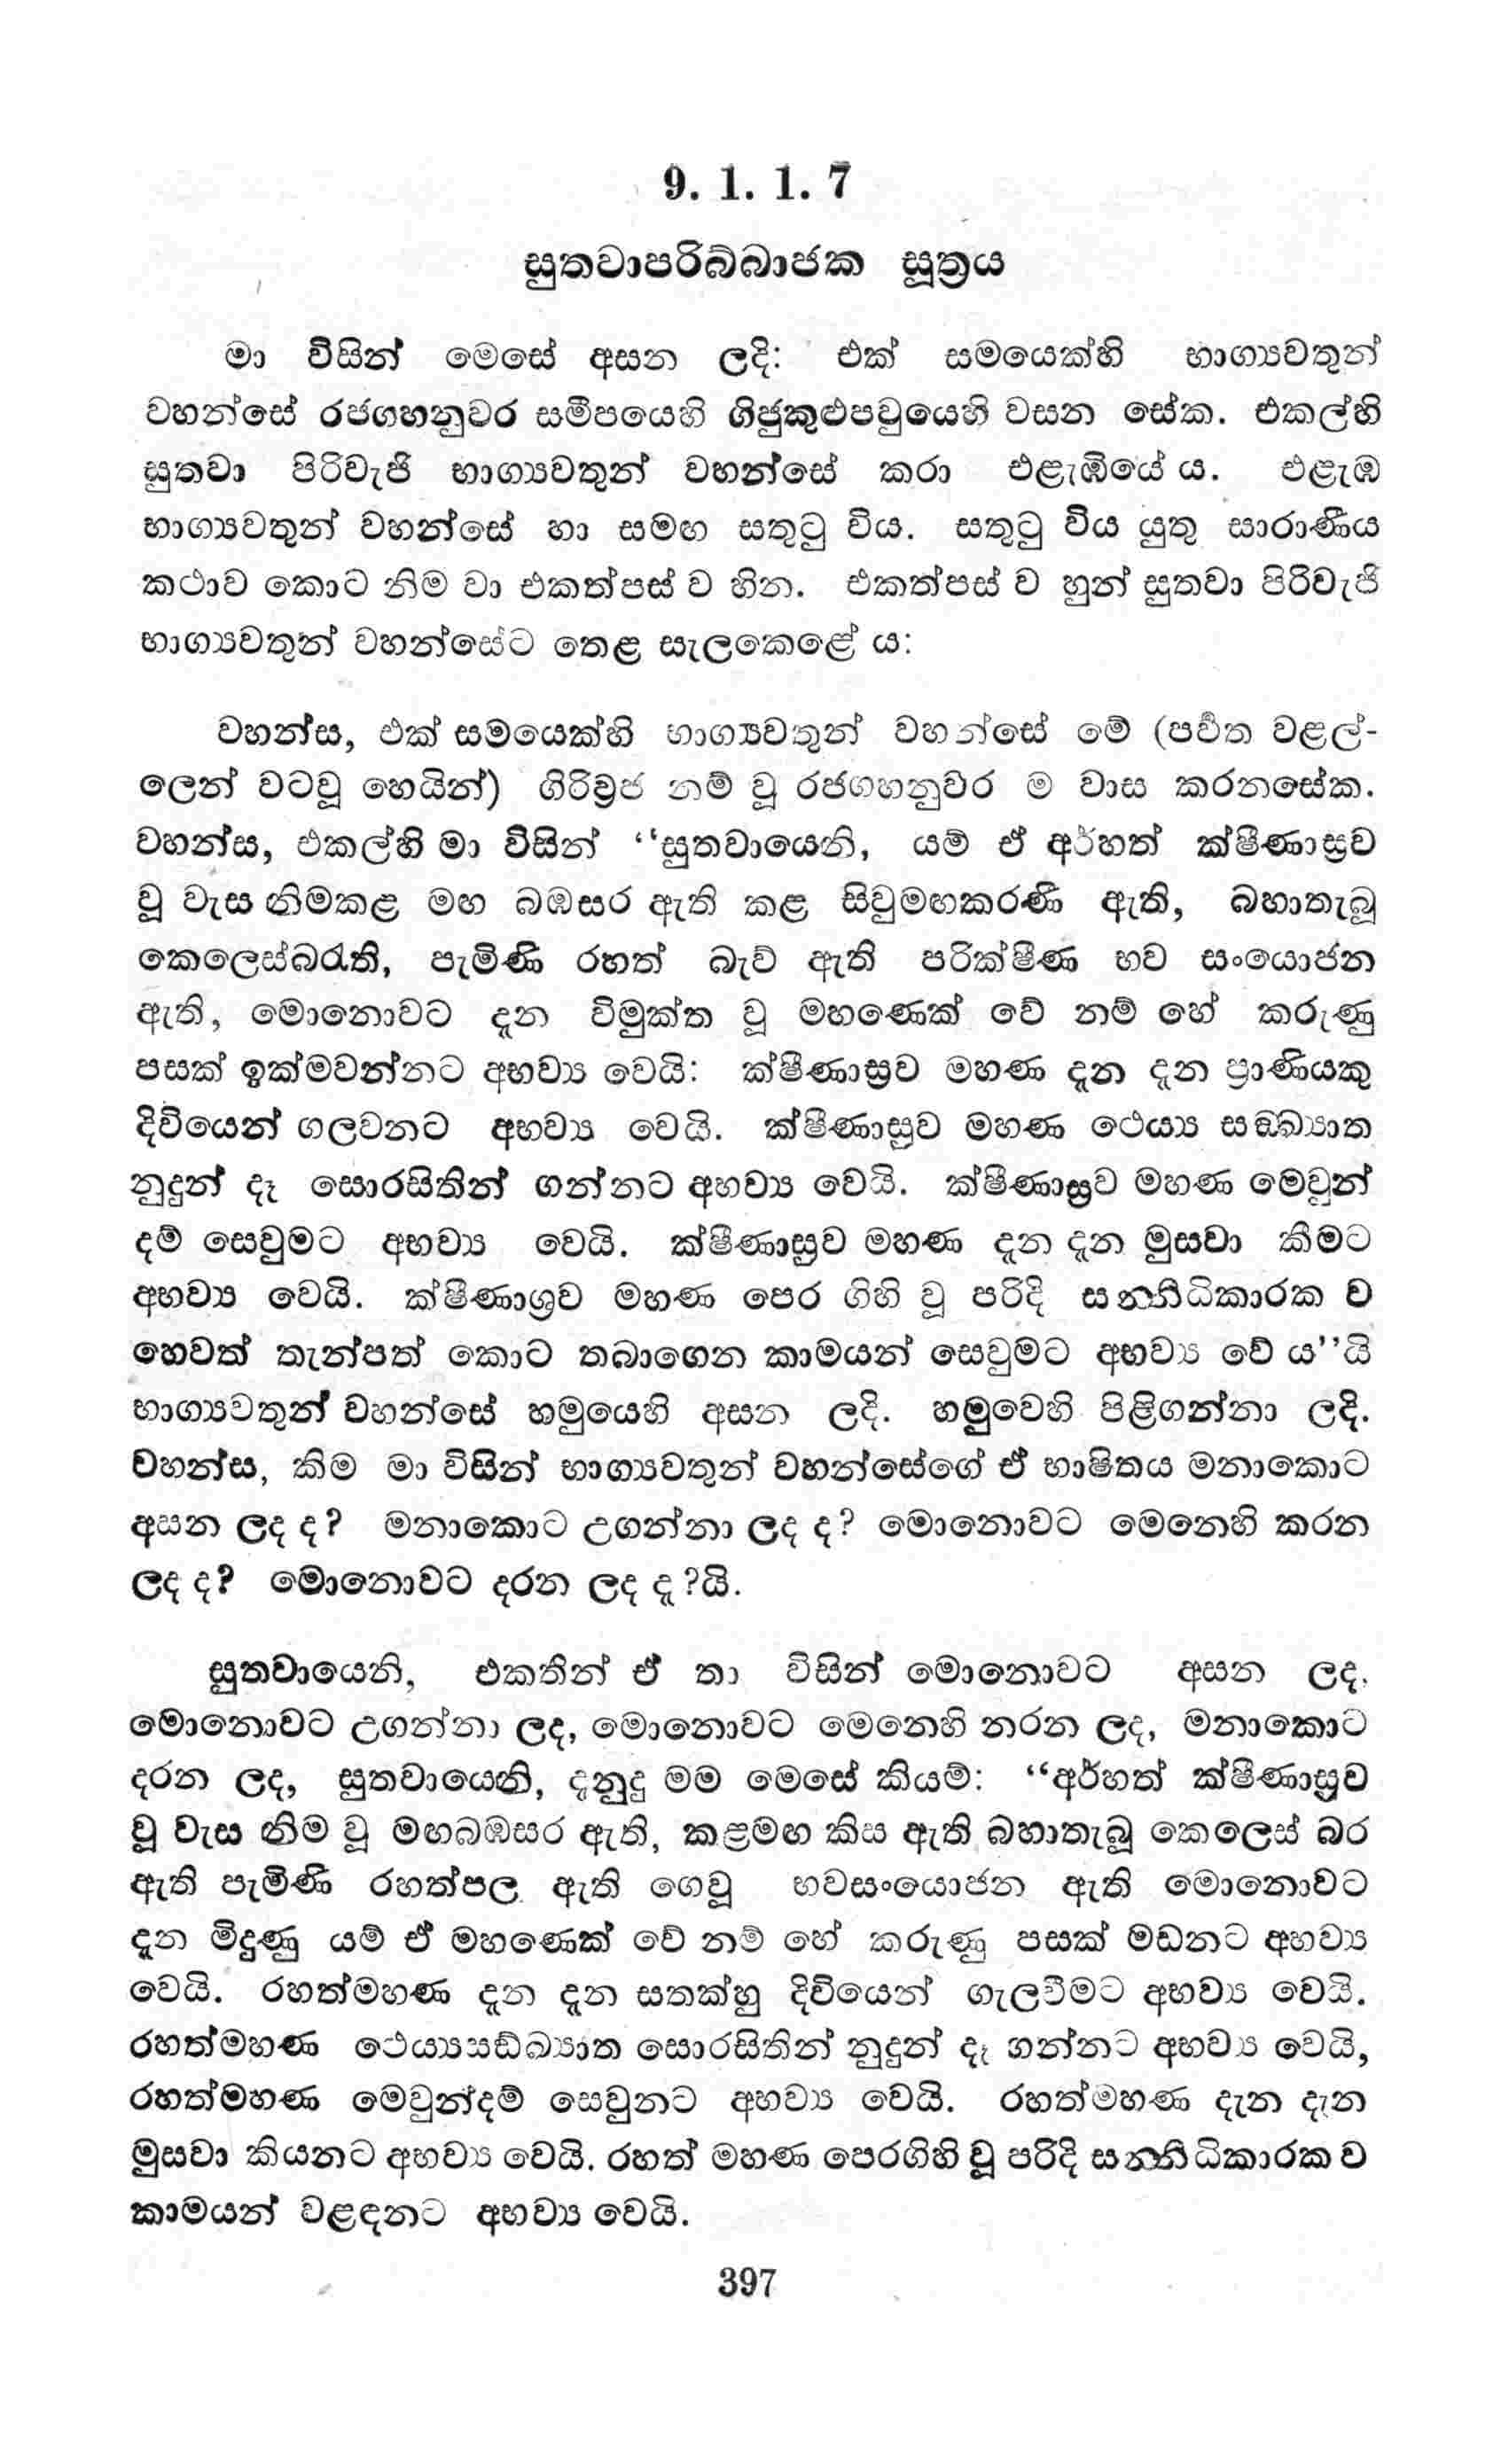 9. 1. 1. 7
සුතවාපරිබ්බාජක සූත්‍රය
මා විසින් මෙසේ අසන ලදි: එක් සමයෙක්හි භාග්‍යවතුන්
වහන්සේ රජගහනුවර සමීපයෙහි ගිජුකුළුපවුයෙහි වසන සේක. එකල්හි
සුතවා පිරිවැජි භාග්‍යවතුන් වහන්සේ කරා එළැඹියේ ය. එළැඹ
භාග්‍යවතුන් වහන්සේ හා සමඟ සතුටු විය. සතුටු විය යුතු සාරාණීය
කථාව කොට නිම වා එකත්පස් ව හින. එකත්පස් ව හුන් සුතවා පිරිවැජි
භාග්‍යවතුන් වහන්සේට තෙළ සැලකෙළේ ය:
වහන්ස, එක් සමයෙක්හි භාග්‍යවතුන් වහන්සේ මේ (පර්‍වත වළල්-
ලෙන් වටවූ හෙයින්) ගිරිව්‍රජ නම් වූ රජගහනුවර ම වාස කරනසේක.
වහන්ස, එකල්හි මා විසින් “සුතවායෙනි, යම් ඒ අර්හත් ක්ෂීණාස්‍රව
වූ වැස නිමකළ මඟ බඹසර ඇති කළ සිවුමඟකරණී ඇති, බහාතැබූ
කෙලෙස්බරැති, පැමිණි රහත් බැව් ඇති පරික්ෂීණ භව සංයොජන
ඇති, මොනොවට දැන විමුක්ත වූ මහණෙක් වේ නම් හේ කරුණු
පසක් ඉක්මවන්නට අභව්‍ය වෙයි: ක්ෂීණාස්‍රව මහණ දැන දැන ප්‍රාණියකු
දිවියෙන් ගලවනට අභව්‍ය වෙයි. ක්ෂීණාස්‍රව මහණ ථෙය්‍ය සඞ්ඛ්‍යාත
නුදුන් දෑ සොරසිතින් ගන්නට අභව්‍ය වෙයි. ක්ෂීණාස්‍රව මහණ මෙවුන්
දම් සෙවුමට අභව්‍ය වෙයි. ක්ෂීණාස්‍රව මහණ දැන දැන මුසවා කීමට
අභව්‍ය වෙයි. ක්ෂීණාශ්‍රව මහණ පෙර ගිහි වූ පරිදි සන්නිධිකාරක ව
හෙවත් තැන්පත් කොට තබාගෙන කාමයන් සෙවුමට අභව්‍ය වේ ය”යි
භාග්‍යවතුන් වහන්සේ හමුයෙහි අසන ලදි. හමුවෙහි පිළිගන්නා ලදි.
වහන්ස, කිම මා විසින් භාග්‍යවතුන් වහන්සේගේ ඒ භාෂිතය මනාකොට
අසන ලද ද? මනාකොට උගන්නා ලද ද? මොනොවට මෙනෙහි කරන
ලද ද? මොනොවට දරන ලද ද?යි.
සුතවායෙනි, එකතින් ඒ තා විසින් මොනොවට අසන ලද,
මොනොවට උගන්නා ලද, මොනොවට මෙනෙහි නරන ලද, මනාකොට
දරන ලද, සුතවායෙනි, දැනුදු මම මෙසේ කියම්: “අර්හත් ක්ෂීණාස්‍රව
වූ වැස නිම වූ මඟබඹසර ඇති, කළමඟ කිස ඇති බහාතැබූ කෙලෙස් බර
ඇති පැමිණි රහත්පල ඇති ගෙවූ භවසංයොජන ඇති මොනොවට
දැන මිදුණු යම් ඒ මහණෙක් වේ නම් හේ කරුණු පසක් මඩනට අභව්‍ය
වෙයි. රහත්මහණ දැන දැන සතක්හු දිවියෙන් ගැලවීමට අභව්‍ය වෙයි.
රහත්මහණ ථෙය්‍යසඞ්ඛ්‍යාත සොරසිතින් නුදුන් දෑ ගන්නට අභව්‍ය වෙයි,
රහත්මහණ මෙවුන්දම් සෙවුනට අභව්‍ය වෙයි. රහත්මහණ දැන දැන
මුසවා කියනට අභව්‍ය වෙයි. රහත් මහණ පෙරගිහි වූ පරිදි සන්නිධිකාරක ව
කාමයන් වළඳනට අභව්‍ය වෙයි.
397